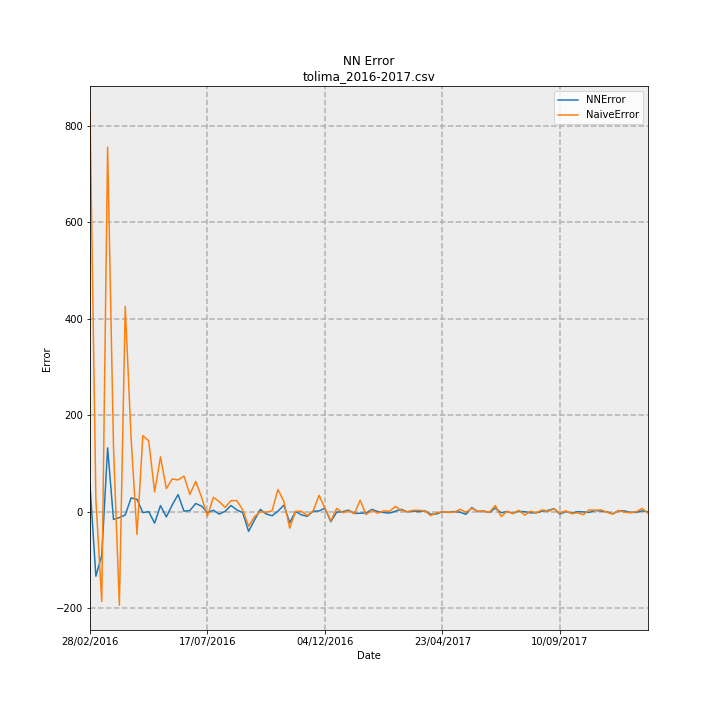 NN Error
tolima_2016-2017.csv
NNError
NaiveError
800
600
400
200
0
−200
Error
28/02/2016
17/07/2016
04/12/2016
23/04/2017
10/09/2017
Date